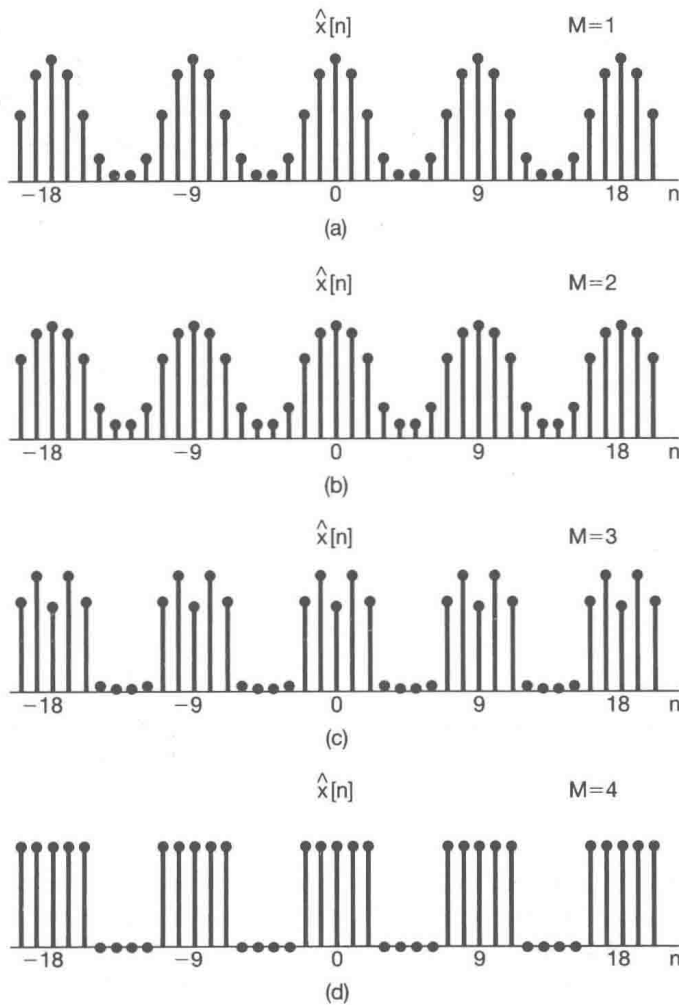 x̂[n] M=1
−18 −9 0 9 18 n
(a)
x̂[n] M=2
−18 −9 0 9 18 n
(b)
x̂[n] M=3
−18 −9 0 9 18 n
(c)
x̂[n] M=4
−18 −9 0 9 18 n
(d)